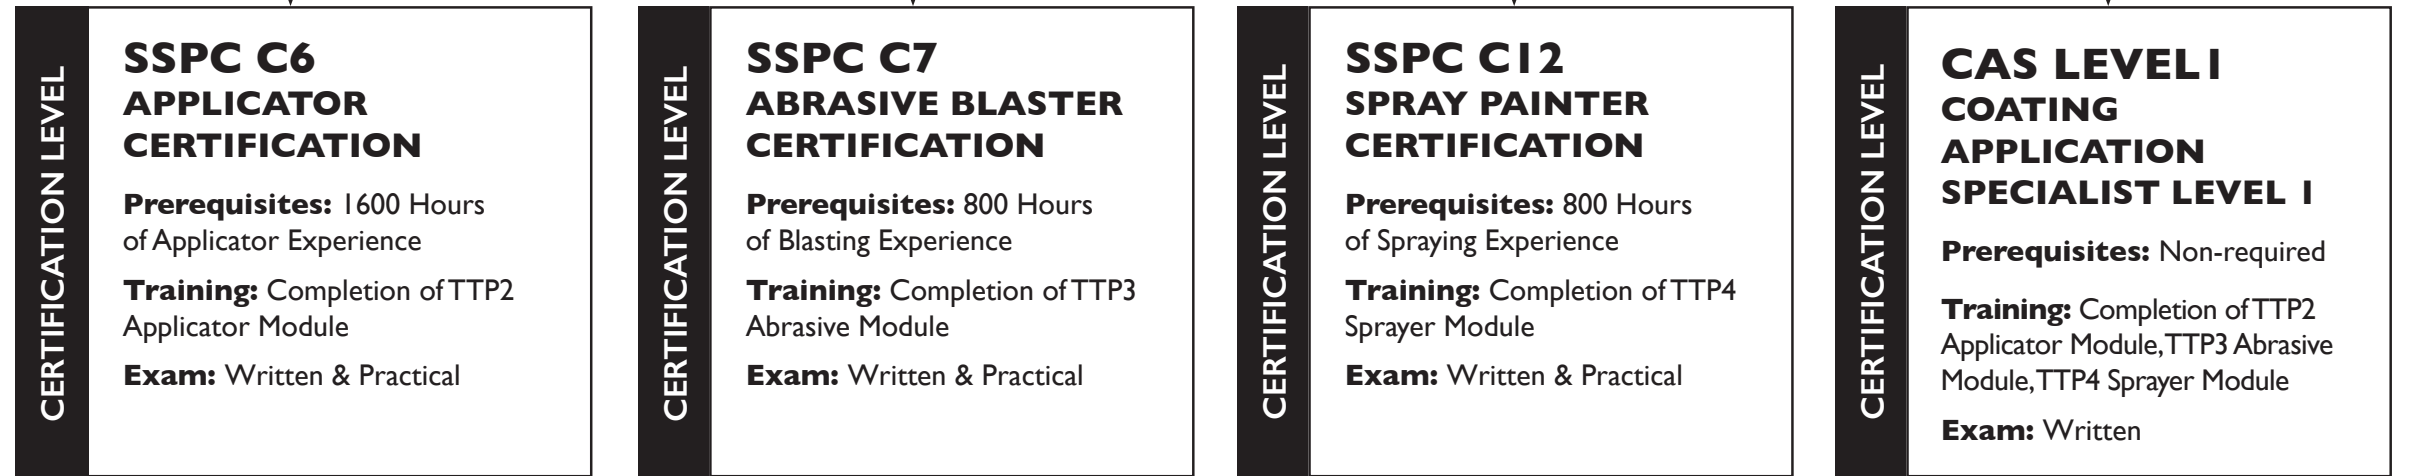 CERTIFICATION LEVEL
SSPC C6
APPLICATOR
CERTIFICATION
Prerequisites: 1600 Hours
of Applicator Experience
Training: Completion of TTP2
Applicator Module
Exam: Written & Practical
CERTIFICATION LEVEL
SSPC C7
ABRASIVE BLASTER
CERTIFICATION
Prerequisites: 800 Hours
of Blasting Experience
Training: Completion of TTP3
Abrasive Module
Exam: Written & Practical
CERTIFICATION LEVEL
SSPC C12
SPRAY PAINTER
CERTIFICATION
Prerequisites: 800 Hours
of Spraying Experience
Training: Completion of TTP4
Sprayer Module
Exam: Written & Practical
CERTIFICATION LEVEL
CAS LEVEL1
COATING
APPLICATION
SPECIALIST LEVEL 1
Prerequisites: Non-required
Training: Completion of TTP2
Applicator Module, TTP3 Abrasive
Module, TTP4 Sprayer Module
Exam: Written